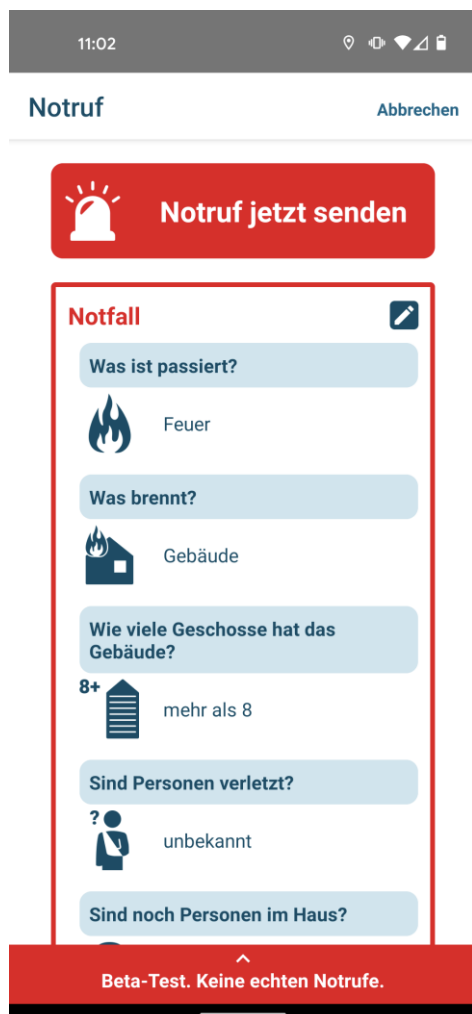 11:02
Notruf
Abbrechen
Notruf jetzt senden
Notfall
Was ist passiert?
Feuer
Was brennt?
Gebäude
Wie viele Geschosse hat das
Gebäude?
8+
mehr als 8
Sind Personen verletzt?
?
unbekannt
Sind noch Personen im Haus?
Beta-Test. Keine echten Notrufe.